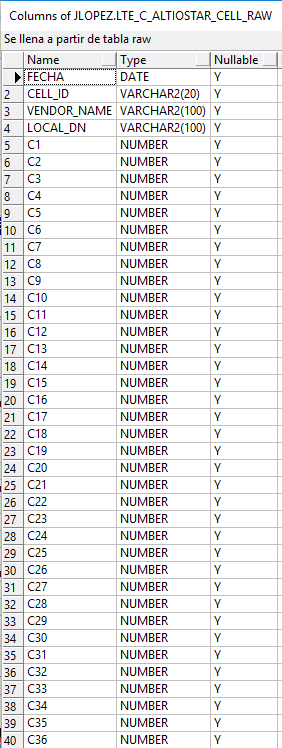 Columns of JLOPEZ.LTE_C_ALTIOSTAR_CELL_RAW
Se llena a partir de tabla raw
Name Type Nullable
FECHA DATE Y
2 CELL_ID VARCHAR2(20) Y
3 VENDOR_NAME VARCHAR2(100) Y
4 LOCAL_DN VARCHAR2(100) Y
5 C1 NUMBER Y
6 C2 NUMBER Y
7 C3 NUMBER Y
8 C4 NUMBER Y
9 C5 NUMBER Y
10 C6 NUMBER Y
11 C7 NUMBER Y
12 C8 NUMBER Y
13 C9 NUMBER Y
14 C10 NUMBER Y
15 C11 NUMBER Y
16 C12 NUMBER Y
17 C13 NUMBER Y
18 C14 NUMBER Y
19 C15 NUMBER Y
20 C16 NUMBER Y
21 C17 NUMBER Y
22 C18 NUMBER Y
23 C19 NUMBER Y
24 C20 NUMBER Y
25 C21 NUMBER Y
26 C22 NUMBER Y
27 C23 NUMBER Y
28 C24 NUMBER Y
29 C25 NUMBER Y
30 C26 NUMBER Y
31 C27 NUMBER Y
32 C28 NUMBER Y
33 C29 NUMBER Y
34 C30 NUMBER Y
35 C31 NUMBER Y
36 C32 NUMBER Y
37 C33 NUMBER Y
38 C34 NUMBER Y
39 C35 NUMBER Y
40 C36 NUMBER Y